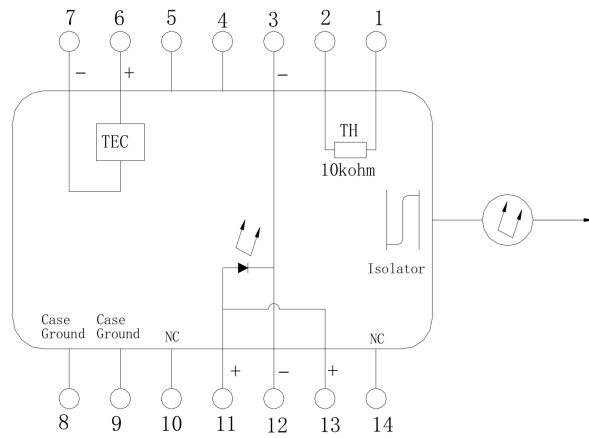 7 6 5 4 3 2 1
− + −
TEC
TH
10kohm
Isolator
Case Ground
Case Ground
NC
NC
+ − +
8 9 10 11 12 13 14